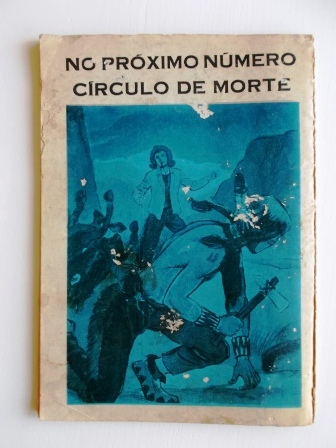 NO PRÓXIMO NÚMERO
CÍRCULO DE MORTE